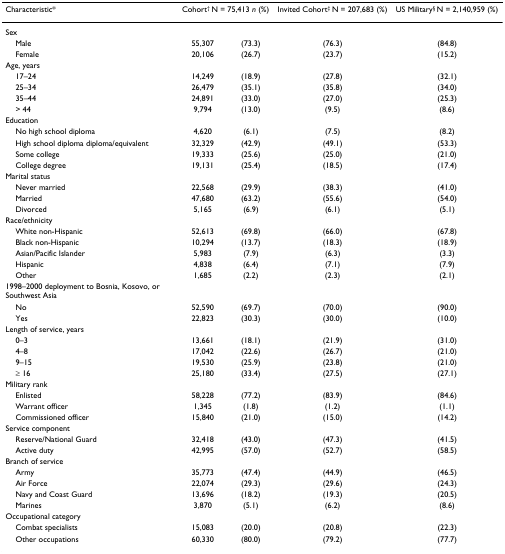 Characteristic* Cohort† N = 75,413 n (%) Invited Cohort‡ N = 207,683 (%) US Military§ N = 2,140,959 (%)
Sex
Male 55,307 (73.3) (76.3) (84.8)
Female 20,106 (26.7) (23.7) (15.2)
Age, years
17–24 14,249 (18.9) (27.8) (32.1)
25–34 26,479 (35.1) (35.8) (34.0)
35–44 24,891 (33.0) (27.0) (25.3)
> 44 9,794 (13.0) (9.5) (8.6)
Education
No high school diploma 4,620 (6.1) (7.5) (8.2)
High school diploma diploma/equivalent 32,329 (42.9) (49.1) (53.3)
Some college 19,333 (25.6) (25.0) (21.0)
College degree 19,131 (25.4) (18.5) (17.4)
Marital status
Never married 22,568 (29.9) (38.3) (41.0)
Married 47,680 (63.2) (55.6) (54.0)
Divorced 5,165 (6.9) (6.1) (5.1)
Race/ethnicity
White non-Hispanic 52,613 (69.8) (66.0) (67.8)
Black non-Hispanic 10,294 (13.7) (18.3) (18.9)
Asian/Pacific Islander 5,983 (7.9) (6.3) (3.3)
Hispanic 4,838 (6.4) (7.1) (7.9)
Other 1,685 (2.2) (2.3) (2.1)
1998–2000 deployment to Bosnia, Kosovo, or
Southwest Asia
No 52,590 (69.7) (70.0) (90.0)
Yes 22,823 (30.3) (30.0) (10.0)
Length of service, years
0–3 13,661 (18.1) (21.9) (31.0)
4–8 17,042 (22.6) (26.7) (21.0)
9–15 19,530 (25.9) (23.8) (21.0)
≥ 16 25,180 (33.4) (27.5) (27.1)
Military rank
Enlisted 58,228 (77.2) (83.9) (84.6)
Warrant officer 1,345 (1.8) (1.2) (1.1)
Commissioned officer 15,840 (21.0) (15.0) (14.2)
Service component
Reserve/National Guard 32,418 (43.0) (47.3) (41.5)
Active duty 42,995 (57.0) (52.7) (58.5)
Branch of service
Army 35,773 (47.4) (44.9) (46.5)
Air Force 22,074 (29.3) (29.6) (24.3)
Navy and Coast Guard 13,696 (18.2) (19.3) (20.5)
Marines 3,870 (5.1) (6.2) (8.6)
Occupational category
Combat specialists 15,083 (20.0) (20.8) (22.3)
Other occupations 60,330 (80.0) (79.2) (77.7)